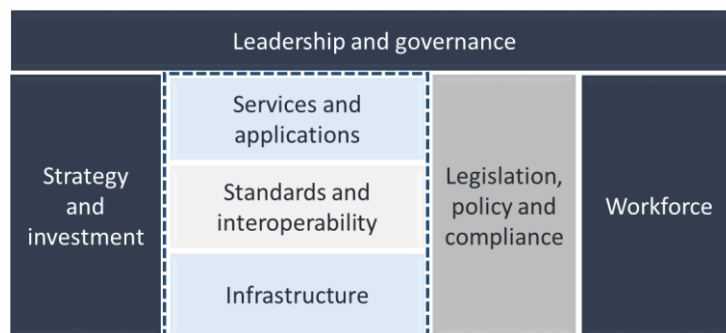 Leadership and governance
Strategy
and
investment
Services and
applications
Standards and
interoperability
Infrastructure
Legislation,
policy and
compliance
Workforce